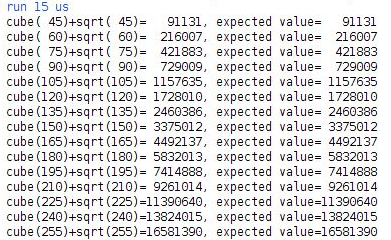 run 15 us
cube( 45)+sqrt( 45)=   91131, expected value=   91131
cube( 60)+sqrt( 60)=  216007, expected value=  216007
cube( 75)+sqrt( 75)=  421883, expected value=  421883
cube( 90)+sqrt( 90)=  729009, expected value=  729009
cube(105)+sqrt(105)= 1157635, expected value= 1157635
cube(120)+sqrt(120)= 1728010, expected value= 1728010
cube(135)+sqrt(135)= 2460386, expected value= 2460386
cube(150)+sqrt(150)= 3375012, expected value= 3375012
cube(165)+sqrt(165)= 4492137, expected value= 4492137
cube(180)+sqrt(180)= 5832013, expected value= 5832013
cube(195)+sqrt(195)= 7414888, expected value= 7414888
cube(210)+sqrt(210)= 9261014, expected value= 9261014
cube(225)+sqrt(225)=11390640, expected value=11390640
cube(240)+sqrt(240)=13824015, expected value=13824015
cube(255)+sqrt(255)=16581390, expected value=16581390